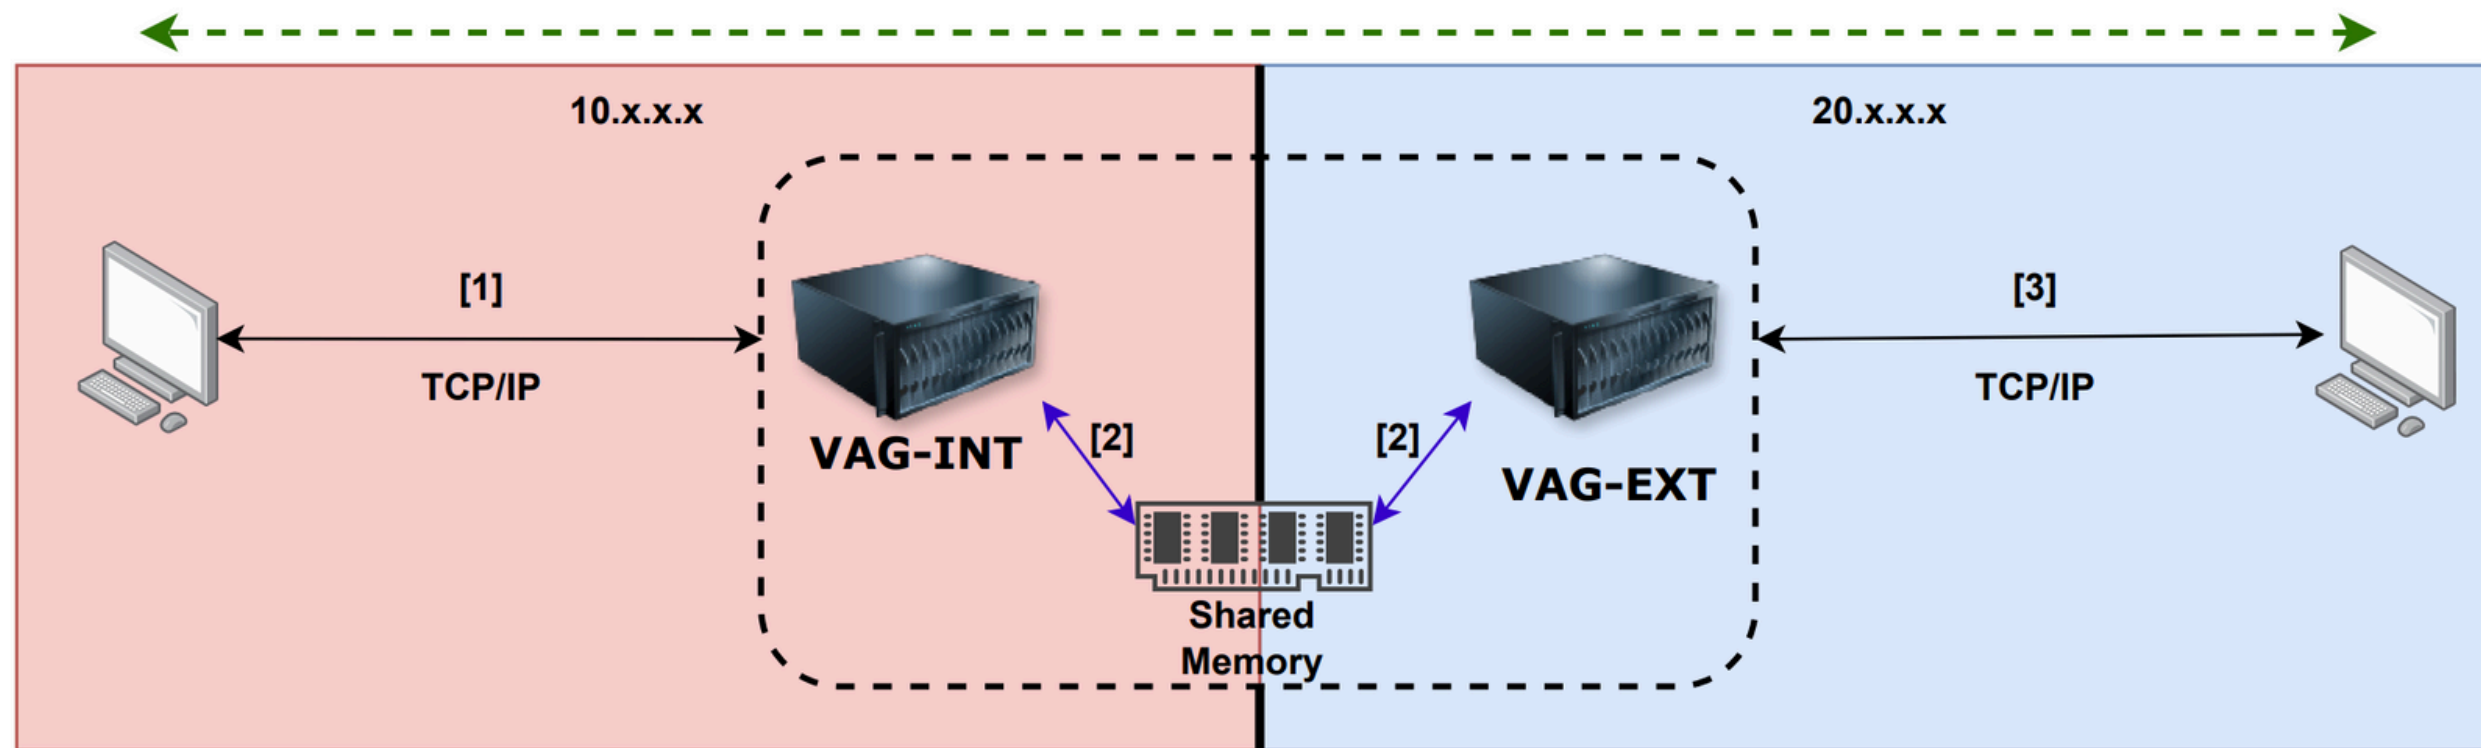 10.x.x.x
20.x.x.x
[1]
[3]
TCP/IP
TCP/IP
[2]
[2]
VAG-INT
VAG-EXT
Shared
Memory